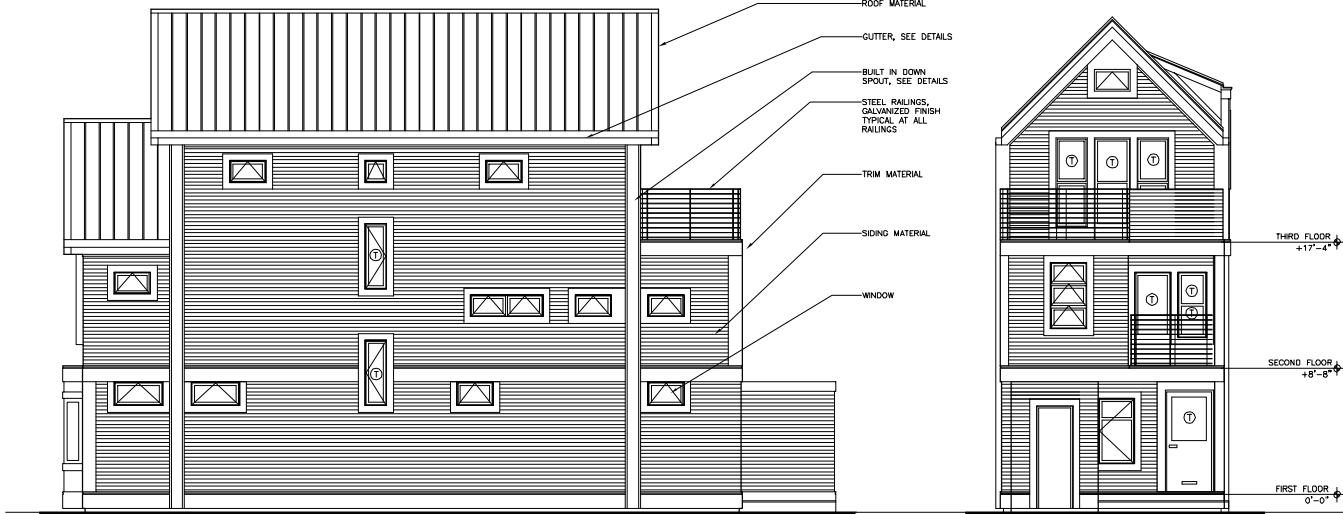 ROOF MATERIAL
GUTTER, SEE DETAILS
BUILT IN DOWN
SPOUT, SEE DETAILS
STEEL RAILINGS,
GALVANIZED FINISH
TYPICAL AT ALL
RAILINGS
TRIM MATERIAL
SIDING MATERIAL
WINDOW
T
T
T
T
T
T
T
T
T
THIRD FLOOR
+17'-4"
SECOND FLOOR
+8'-8"
FIRST FLOOR
0'-0"